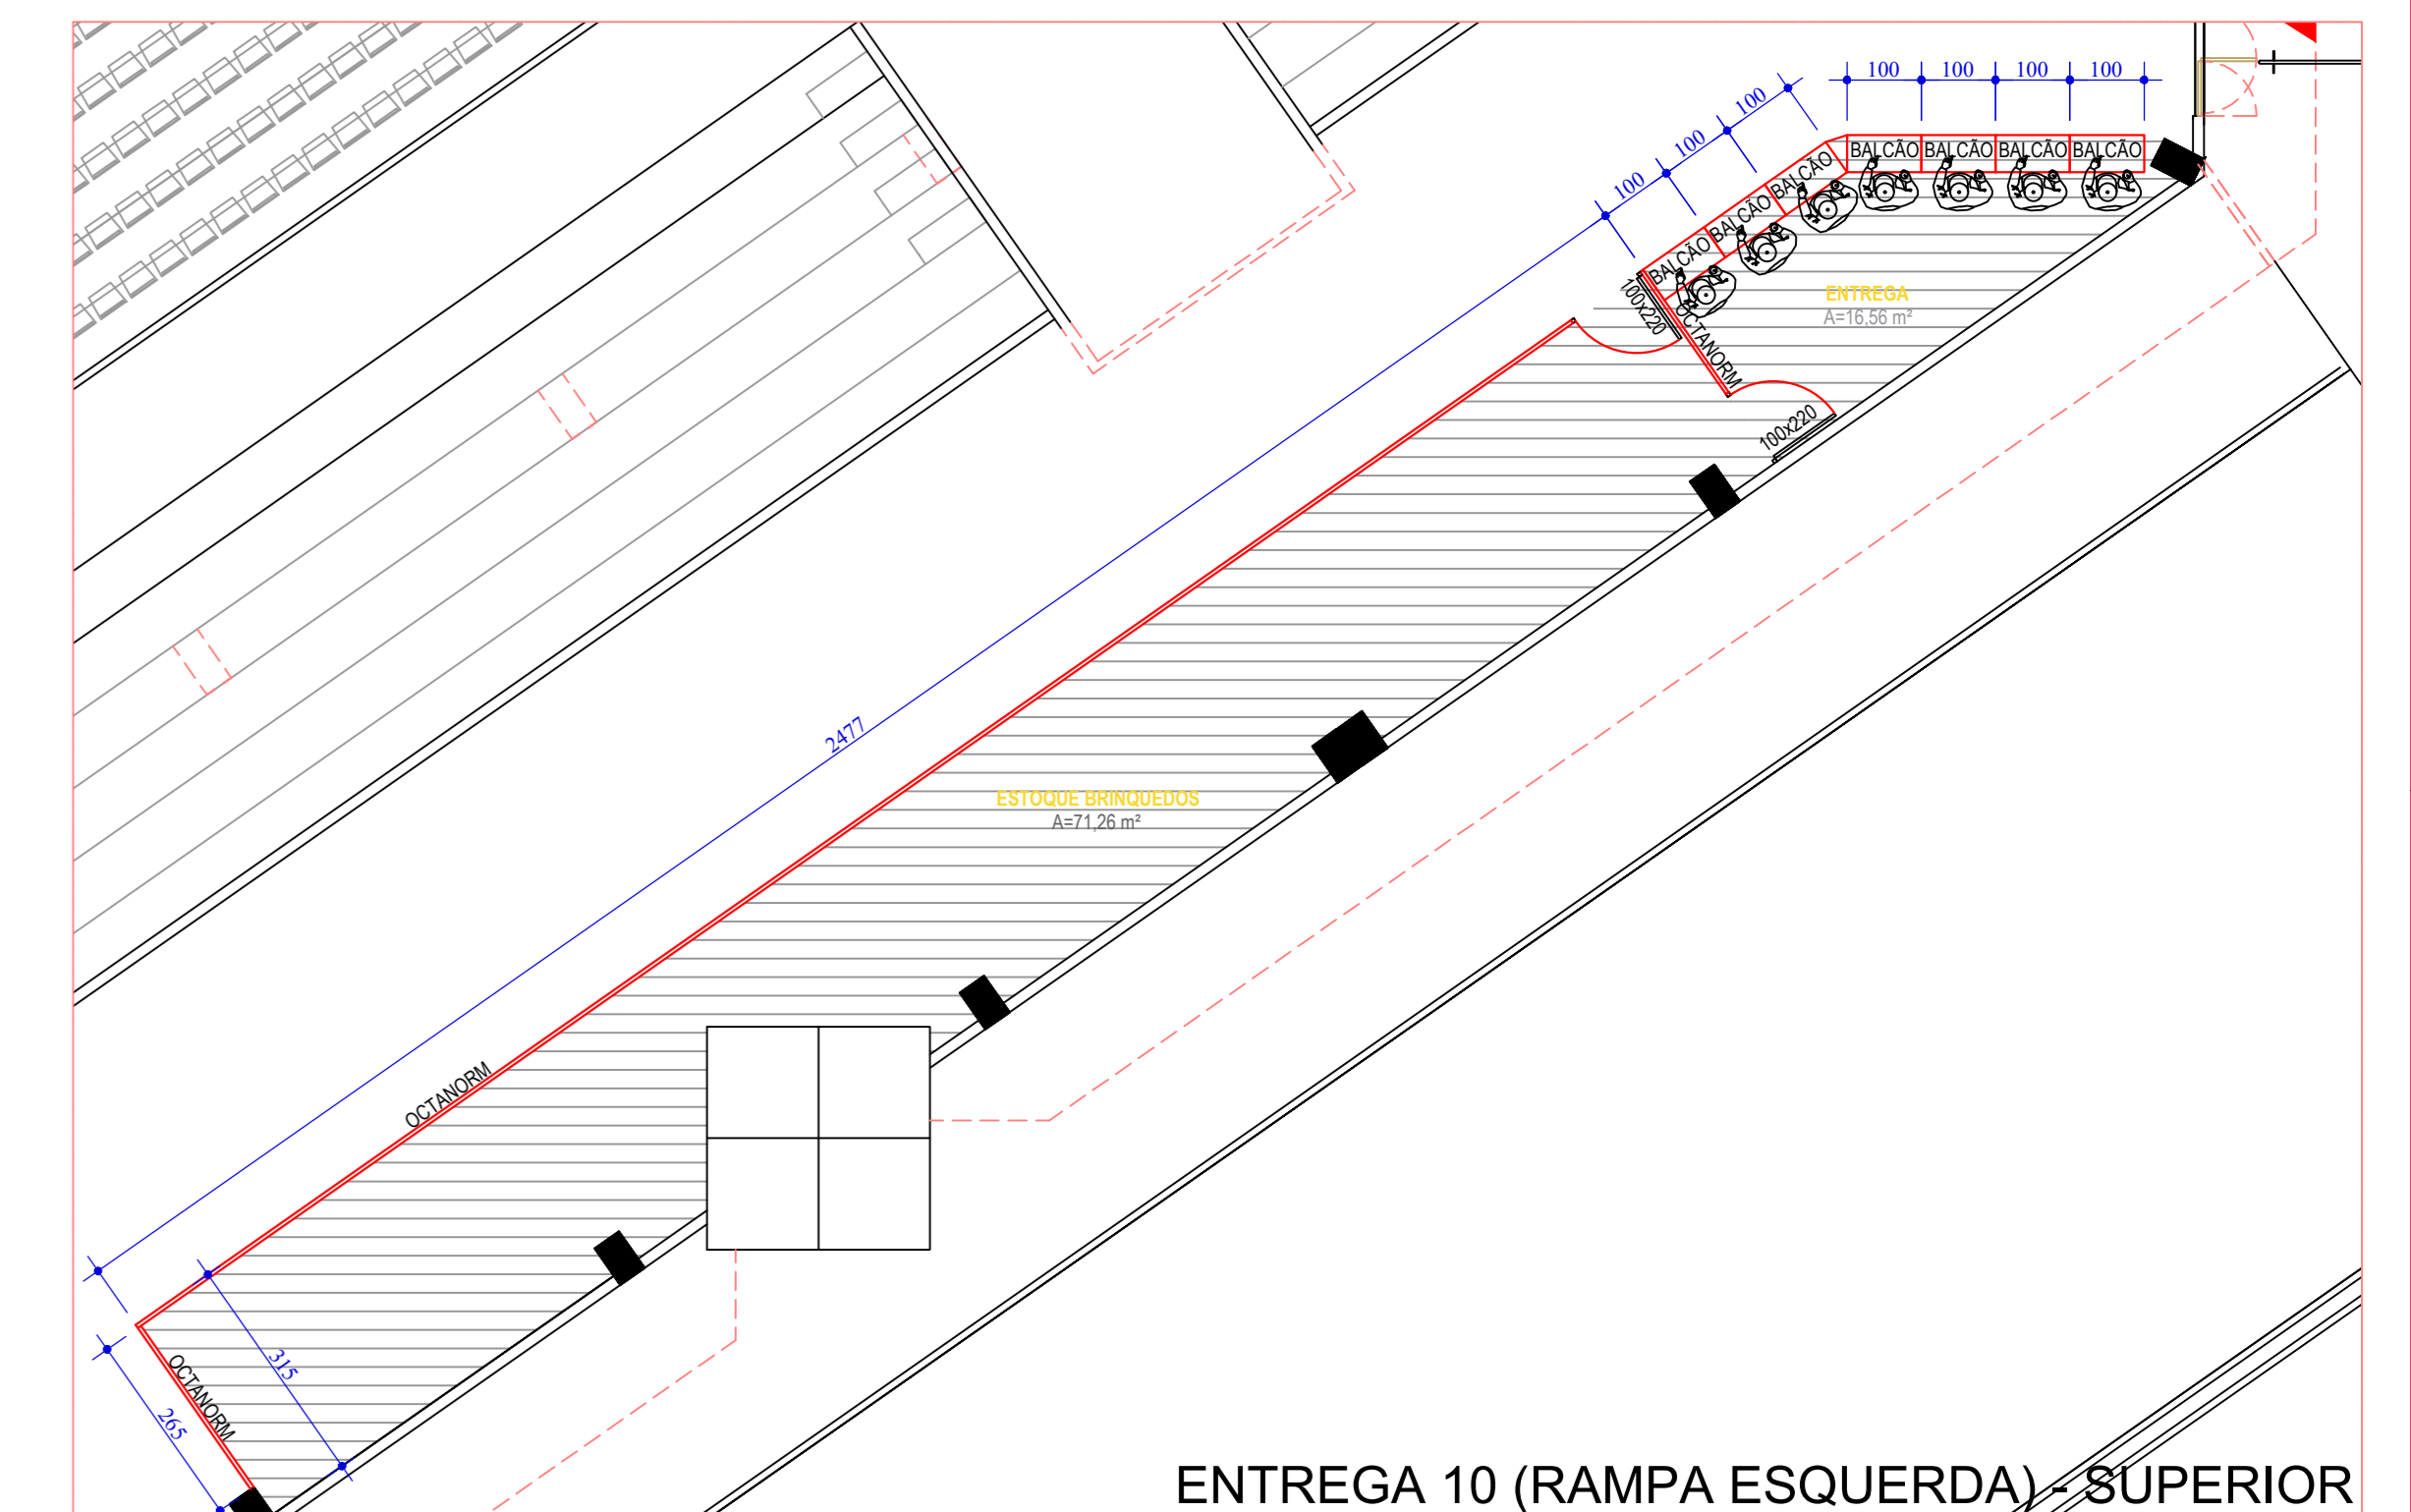 100 100 100 100
100
100
100
BALCÃO BALCÃO BALCÃO BALCÃO
BALCÃO
BALCÃO
BALCÃO
100x220
OCTANORM
ENTREGA
A=16,56 m²
100x220
2477
ESTOQUE BRINQUEDOS
A=71,26 m²
OCTANORM
OCTANORM
315
265
ENTREGA 10 (RAMPA ESQUERDA) - SUPERIOR